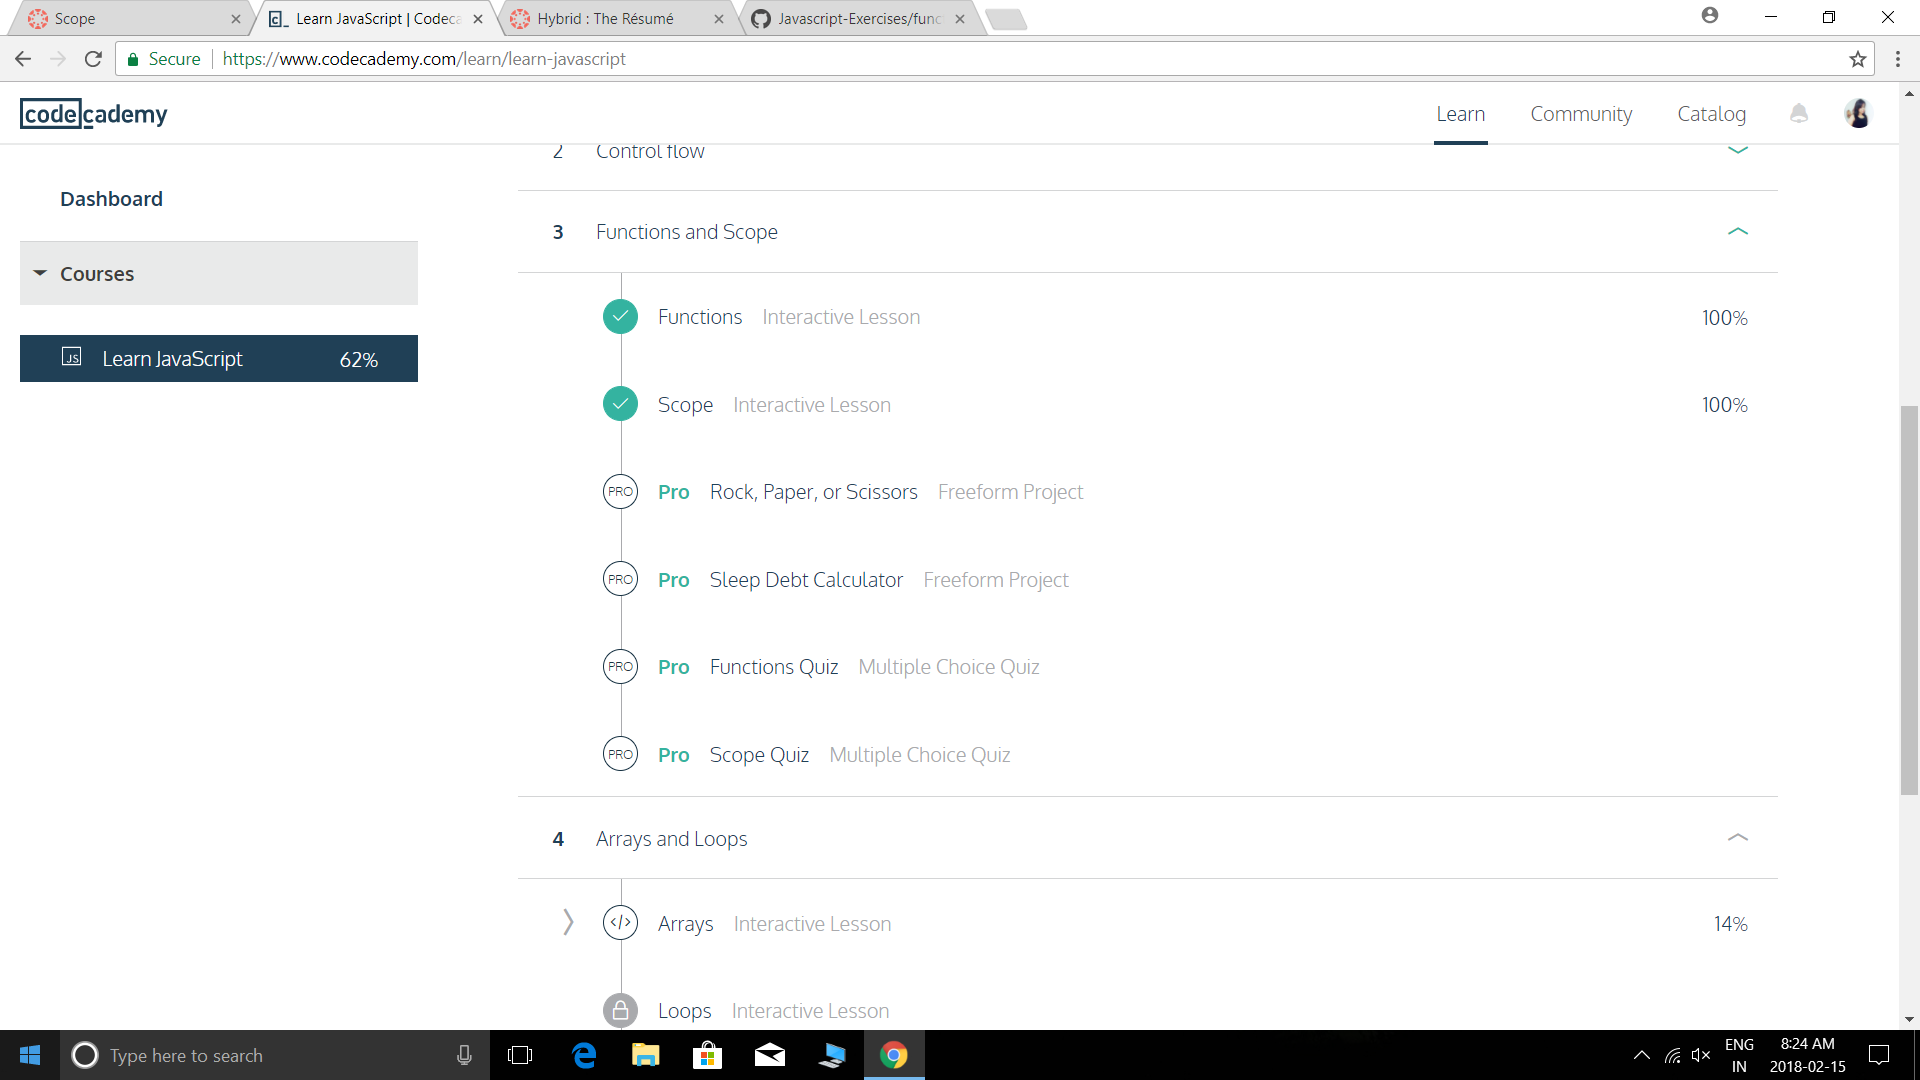 Scope
Learn JavaScript | Codeca
Hybrid : The Résumé
Javascript-Exercises/func
Secure
https://www.codecademy.com/learn/learn-javascript
codecademy
Learn
Community
Catalog
2 Control flow
Dashboard
3 Functions and Scope
Courses
Functions Interactive Lesson 100%
JS Learn JavaScript 62%
Scope Interactive Lesson 100%
PRO Pro Rock, Paper, or Scissors Freeform Project
PRO Pro Sleep Debt Calculator Freeform Project
PRO Pro Functions Quiz Multiple Choice Quiz
PRO Pro Scope Quiz Multiple Choice Quiz
4 Arrays and Loops
</> Arrays Interactive Lesson 14%
Loops Interactive Lesson
Type here to search
ENG
IN
8:24 AM
2018-02-15